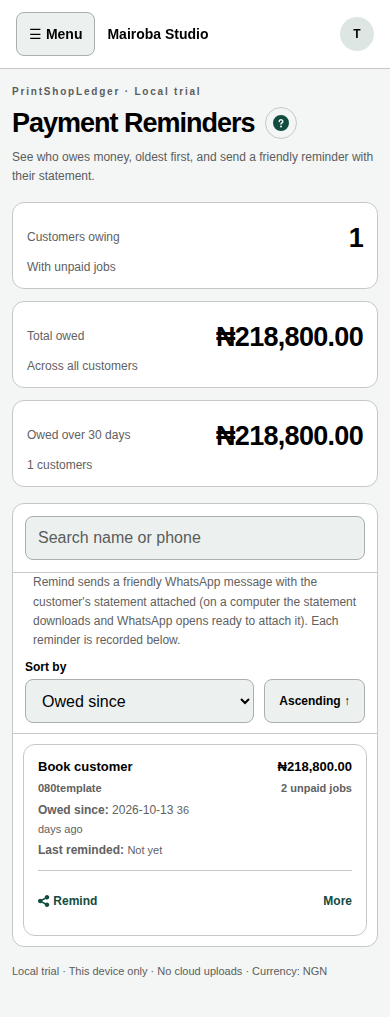 ☰ Menu
Mairoba Studio
T
PrintShopLedger · Local trial
Payment Reminders
?
See who owes money, oldest first, and send a friendly reminder with
their statement.
Customers owing
1
With unpaid jobs
Total owed
₦218,800.00
Across all customers
Owed over 30 days
₦218,800.00
1 customers
Search name or phone
Remind sends a friendly WhatsApp message with the
customer's statement attached (on a computer the statement
downloads and WhatsApp opens ready to attach it). Each
reminder is recorded below.
Sort by
Owed since
Ascending ↑
Book customer
₦218,800.00
080template
2 unpaid jobs
Owed since: 2026-10-13 36
days ago
Last reminded: Not yet
Remind
More
Local trial · This device only · No cloud uploads · Currency: NGN